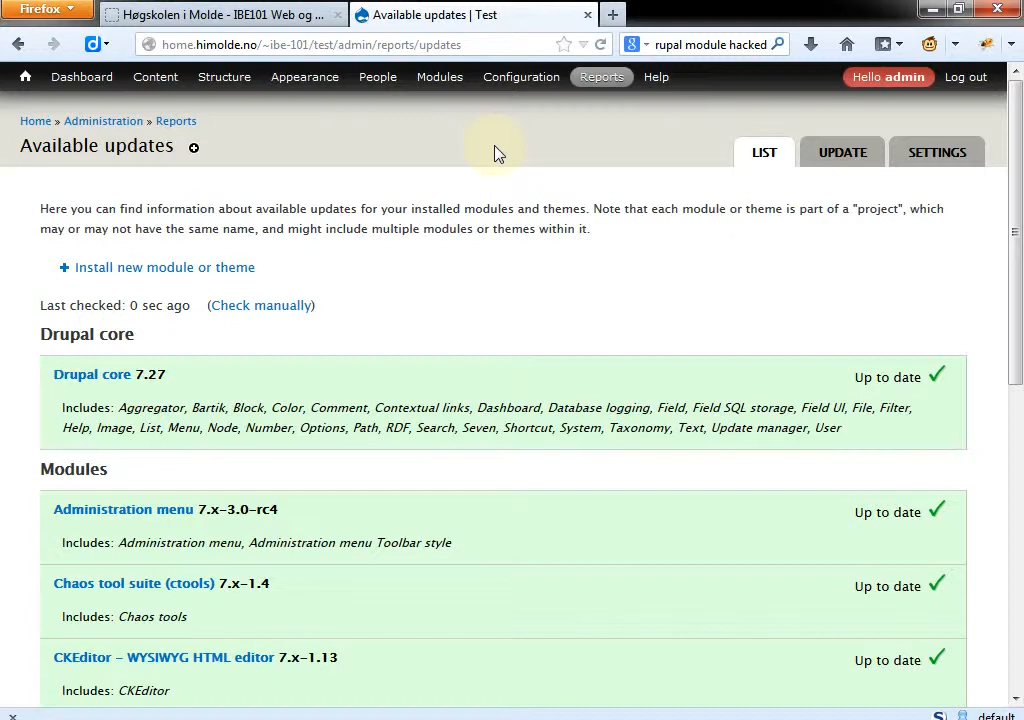 Firefox
Høgskolen i Molde - IBE101 Web og ...
Available updates | Test
home.himolde.no/~ibe-101/test/admin/reports/updates
rupal module hacked
Dashboard Content Structure Appearance People Modules Configuration Reports Help Hello admin Log out
Home » Administration » Reports
Available updates
LIST UPDATE SETTINGS
Here you can find information about available updates for your installed modules and themes. Note that each module or theme is part of a "project", which
may or may not have the same name, and might include multiple modules or themes within it.
Install new module or theme
Last checked: 0 sec ago (Check manually)
Drupal core
Drupal core 7.27
Up to date
Includes: Aggregator, Bartik, Block, Color, Comment, Contextual links, Dashboard, Database logging, Field, Field SQL storage, Field UI, File, Filter,
Help, Image, List, Menu, Node, Number, Options, Path, RDF, Search, Seven, Shortcut, System, Taxonomy, Text, Update manager, User
Modules
Administration menu 7.x-3.0-rc4
Up to date
Includes: Administration menu, Administration menu Toolbar style
Chaos tool suite (ctools) 7.x-1.4
Up to date
Includes: Chaos tools
CKEditor - WYSIWYG HTML editor 7.x-1.13
Up to date
Includes: CKEditor
default